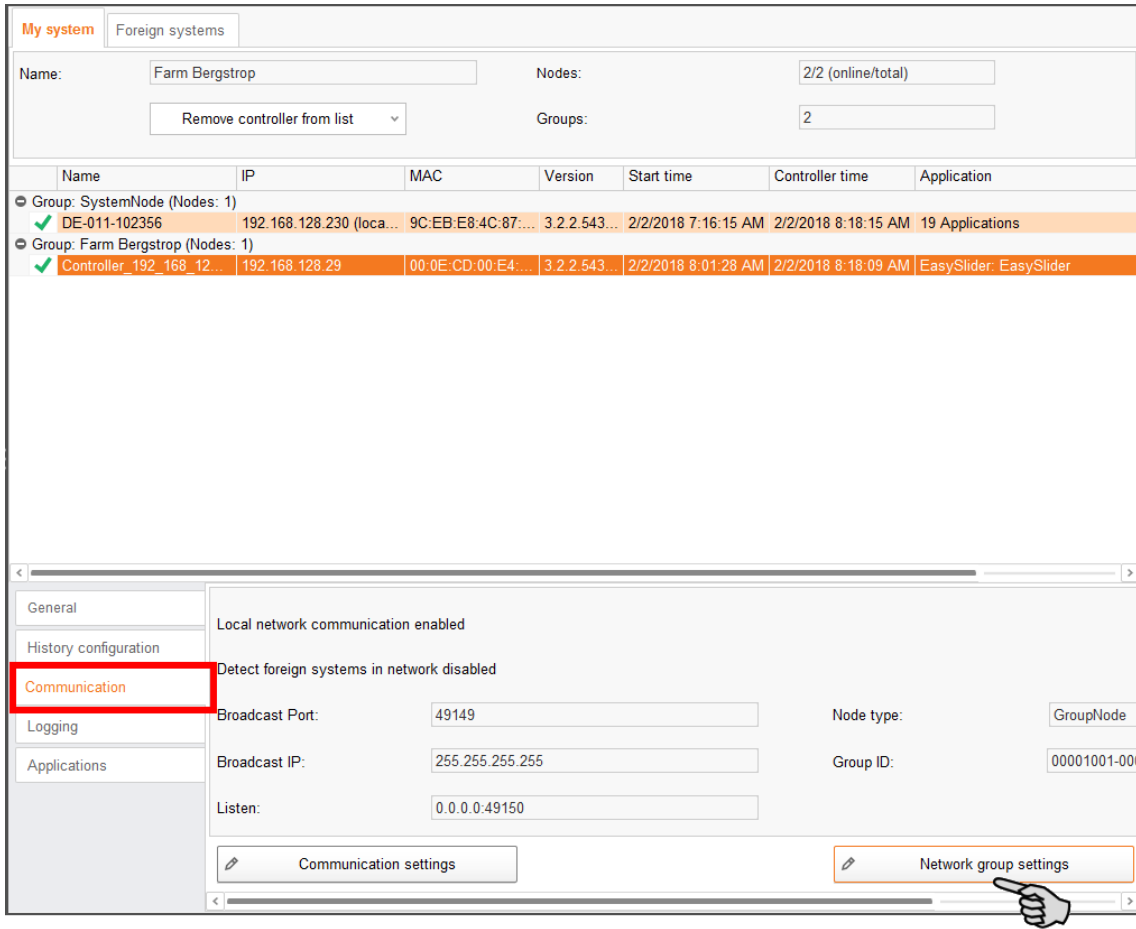 My system Foreign systems
Name: Farm Bergstrop Nodes: 2/2 (online/total)
Remove controller from list Groups: 2
Name IP MAC Version Start time Controller time Application
Group: SystemNode (Nodes: 1)
DE-011-102356 192.168.128.230 (loca... 9C:EB:E8:4C:87:... 3.2.2.543... 2/2/2018 7:16:15 AM 2/2/2018 8:18:15 AM 19 Applications
Group: Farm Bergstrop (Nodes: 1)
Controller_192_168_12... 192.168.128.29 00:0E:CD:00:E4:... 3.2.2.543... 2/2/2018 8:01:28 AM 2/2/2018 8:18:09 AM EasySlider: EasySlider
General
Local network communication enabled
History configuration
Detect foreign systems in network disabled
Communication
Broadcast Port: 49149 Node type: GroupNode
Logging
Applications Broadcast IP: 255.255.255.255 Group ID: 00001001-000
Listen: 0.0.0.0:49150
Communication settings Network group settings